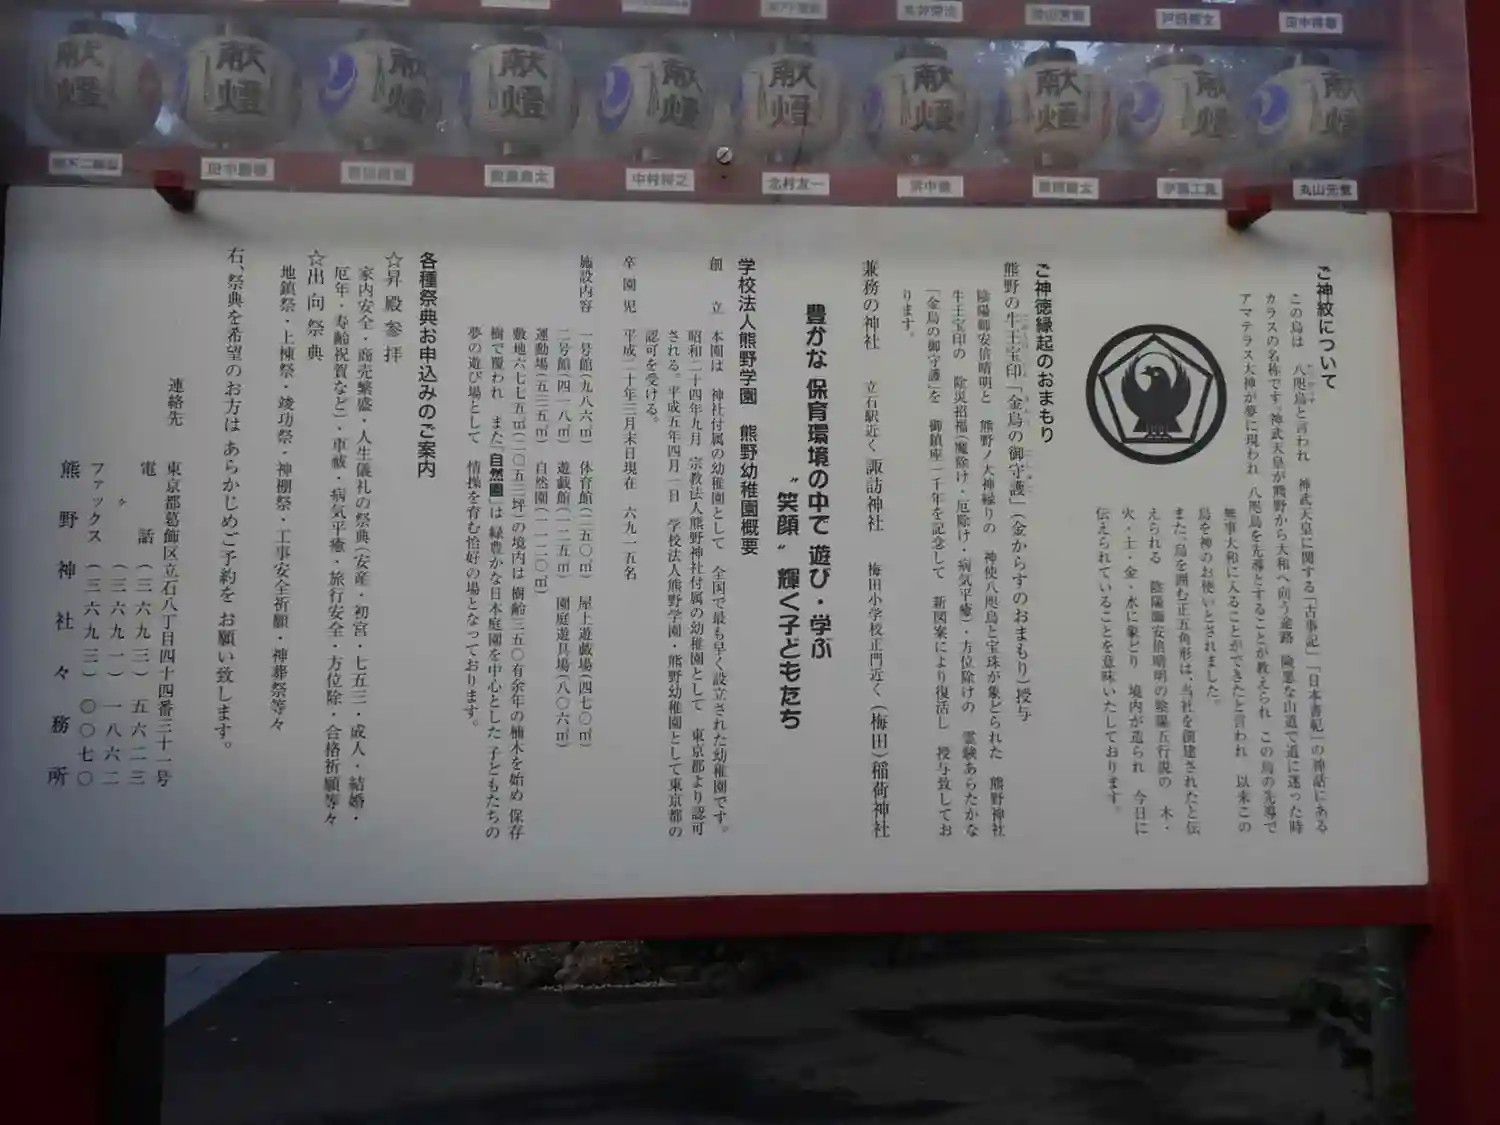 献燈
献燈
献燈
献燈
献燈
献燈
献燈
献燈
献燈
献燈
中村
北村友一
浜中
伊藤工
丸山
ご神紋について
この烏は 八咫烏と言われ 神武天皇に関する「古事記」「日本書紀」の神話にある
カラスの名称です。神武天皇が熊野から大和へ向う途路 険悪な山道で道に迷った時
アマテラス大神が夢に現われ 八咫烏を先導とすることが教えられ この烏の先導で
無事大和に入ることができたと言われ 以来この
烏を神のお使いとされました。
また、烏を囲む正五角形は、当社を創建されたと伝
えられる 陰陽師安倍晴明の陰陽五行説の 木・
火・土・金・水に象どり 境内が造られ 今日に
伝えられていることを意味いたしております。
ご神徳縁起のおまもり
熊野の牛王宝印「金烏の御守護」(金からすのおまもり)授与
陰陽師安倍晴明と 熊野ノ大神縁りの 神使八咫烏と宝珠が象どられた 熊野神社
牛王宝印の 除災招福(魔除け・厄除け・病気平癒)・方位除けの 霊験あらたかな
「金烏の御守護」を 御鎮座一千年を記念して 新図案により復活し 授与致してお
ります。
兼務の神社 立石駅近く 諏訪神社 梅田小学校正門近く(梅田)稲荷神社
豊かな 保育環境の中で 遊び・学ぶ
〝笑顔〟輝く子どもたち
学校法人熊野学園 熊野幼稚園概要
創 立 本園は 神社付属の幼稚園として 全国で最も早く設立された幼稚園です。
昭和二十四年九月 宗教法人熊野神社付属の幼稚園として 東京都より認可
される。平成五年四月一日 学校法人熊野学園・熊野幼稚園として東京都の
認可を受ける。
卒園児 平成二十年三月末日現在 六九一五名
施設内容 一号館(九八六㎡) 体育館(二五〇㎡) 屋上遊戯場(四七〇㎡)
二号館(四一八㎡) 遊戯館(一二五㎡) 園庭遊具場(八〇六㎡)
運動場(五三五㎡) 自然園(一一二〇㎡)
敷地六七七五㎡(二〇五三坪)の境内は 樹齢三五〇有余年の楠木を始め 保存
樹で覆われ また「自然園」は 緑豊かな日本庭園を中心とした 子どもたちの
夢の遊び場として 情操を育む恰好の場となっております。
各種祭典お申込みのご案内
☆昇殿参拝
家内安全・商売繁盛・人生儀礼の祭典(安産・初宮・七五三・成人・結婚・
厄年・寿齢祝賀など)・車祓・病気平癒・旅行安全・方位除・合格祈願等々
☆出向祭典
地鎮祭・上棟祭・竣功祭・神棚祭・工事安全祈願・神葬祭等々
右、祭典を希望のお方は あらかじめご予約を お願い致します。
連絡先 東京都葛飾区立石八丁目四十四番三十一号
電 話 (三六九三)五六二三
〃 (三六九一)一八六二
ファックス (三六九三)〇〇七〇
熊野神社々務所